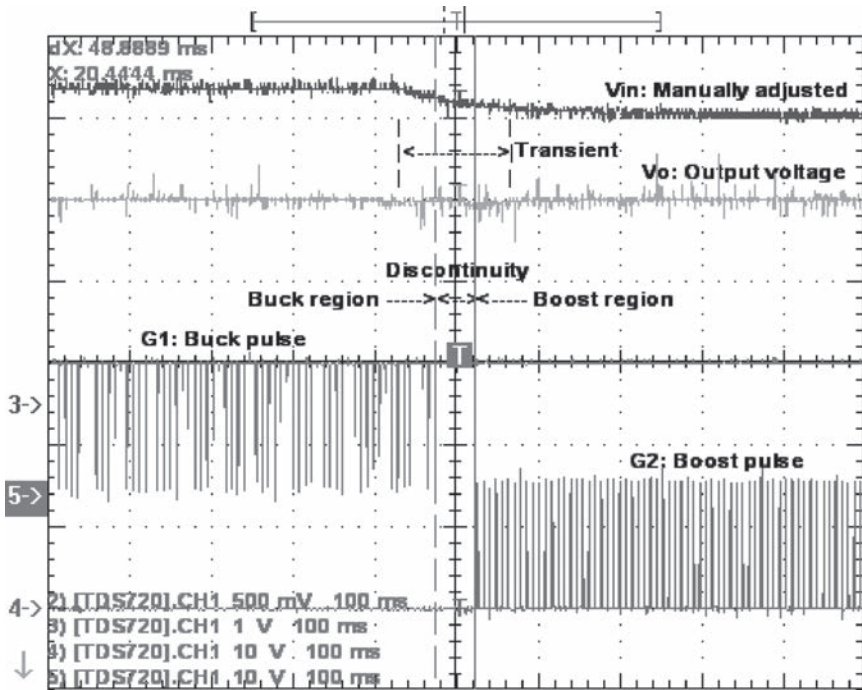 dX: 48.8889 ms
X: 20.4444 ms
T
Vin: Manually adjusted
Transient
Vo: Output voltage
Discontinuity
Buck region
Boost region
G1: Buck pulse
T
3->
G2: Boost pulse
5->
4->
2) [TDS720].CH1 500 mV 100 ms
3) [TDS720].CH1 1 V 100 ms
4) [TDS720].CH1 10 V 100 ms
5) [TDS720].CH1 10 V 100 ms